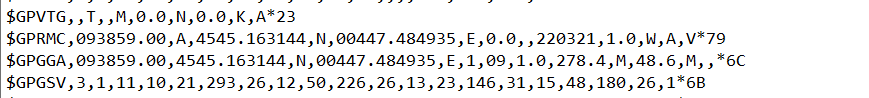 $GPVTG,,T,,M,0.0,N,0.0,K,A*23
$GPRMC,093859.00,A,4545.163144,N,00447.484935,E,0.0,,220321,1.0,W,A,V*79
$GPGGA,093859.00,4545.163144,N,00447.484935,E,1,09,1.0,278.4,M,48.6,M,,*6C
$GPGSV,3,1,11,10,21,293,26,12,50,226,26,13,23,146,31,15,48,180,26,1*6B